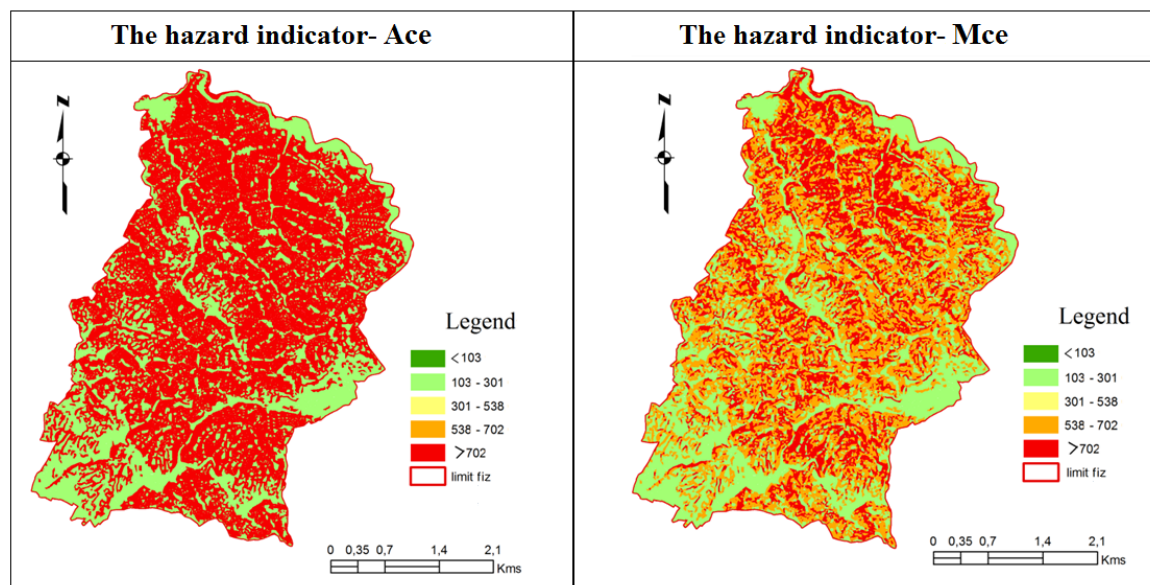 The hazard indicator- Ace
The hazard indicator- Mce
N
Legend
<103
103 - 301
301 - 538
538 - 702
>702
limit fiz
0 0,35 0,7 1,4 2,1
Kms
N
Legend
<103
103 - 301
301 - 538
538 - 702
>702
limit fiz
0 0,35 0,7 1,4 2,1
Kms